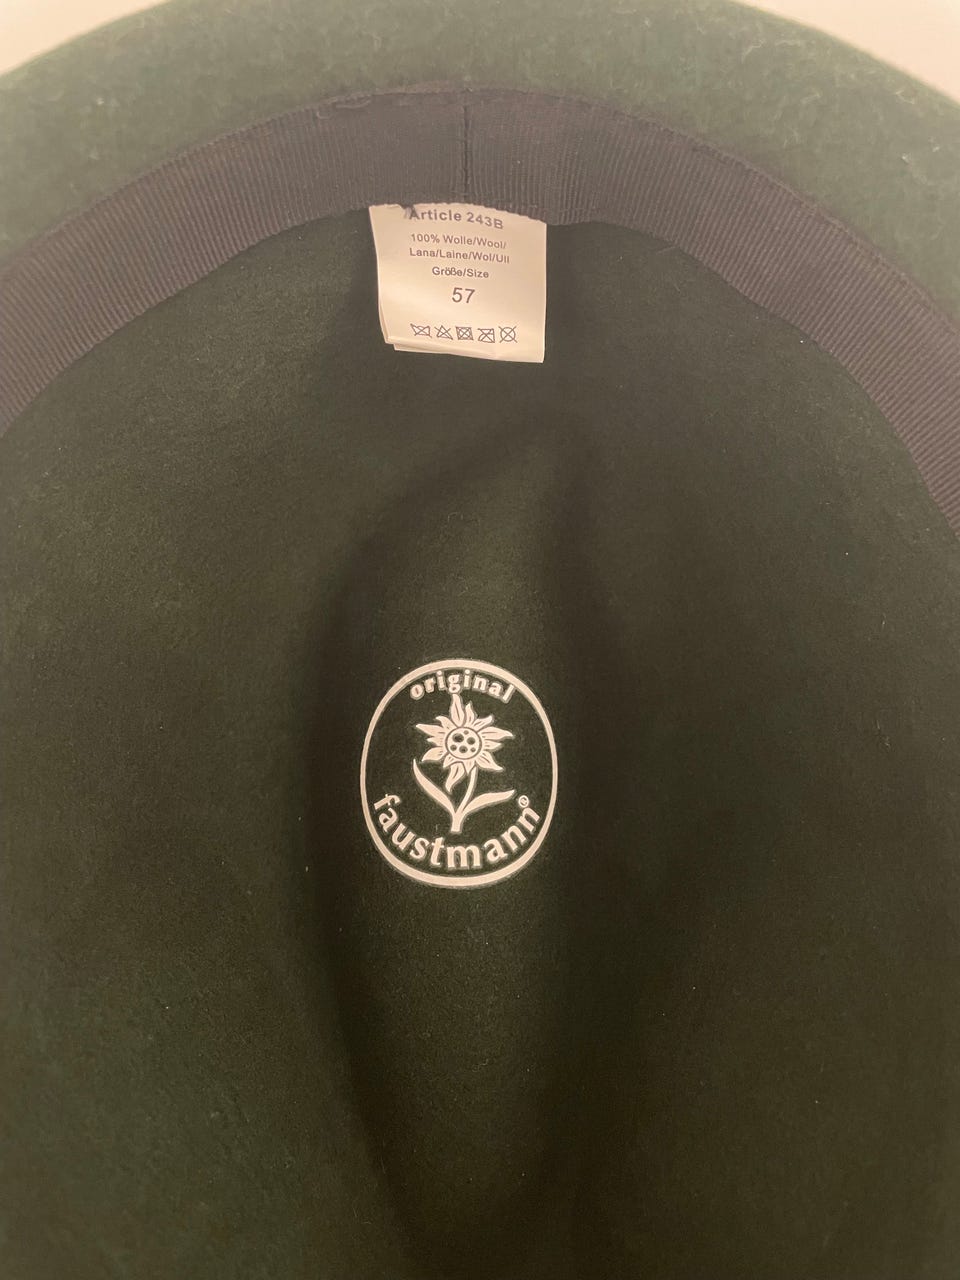 Article 243B
100% Wolle/Wool/
Lana/Laine/Wol/Ull
Größe/Size
57
original
faustmann®